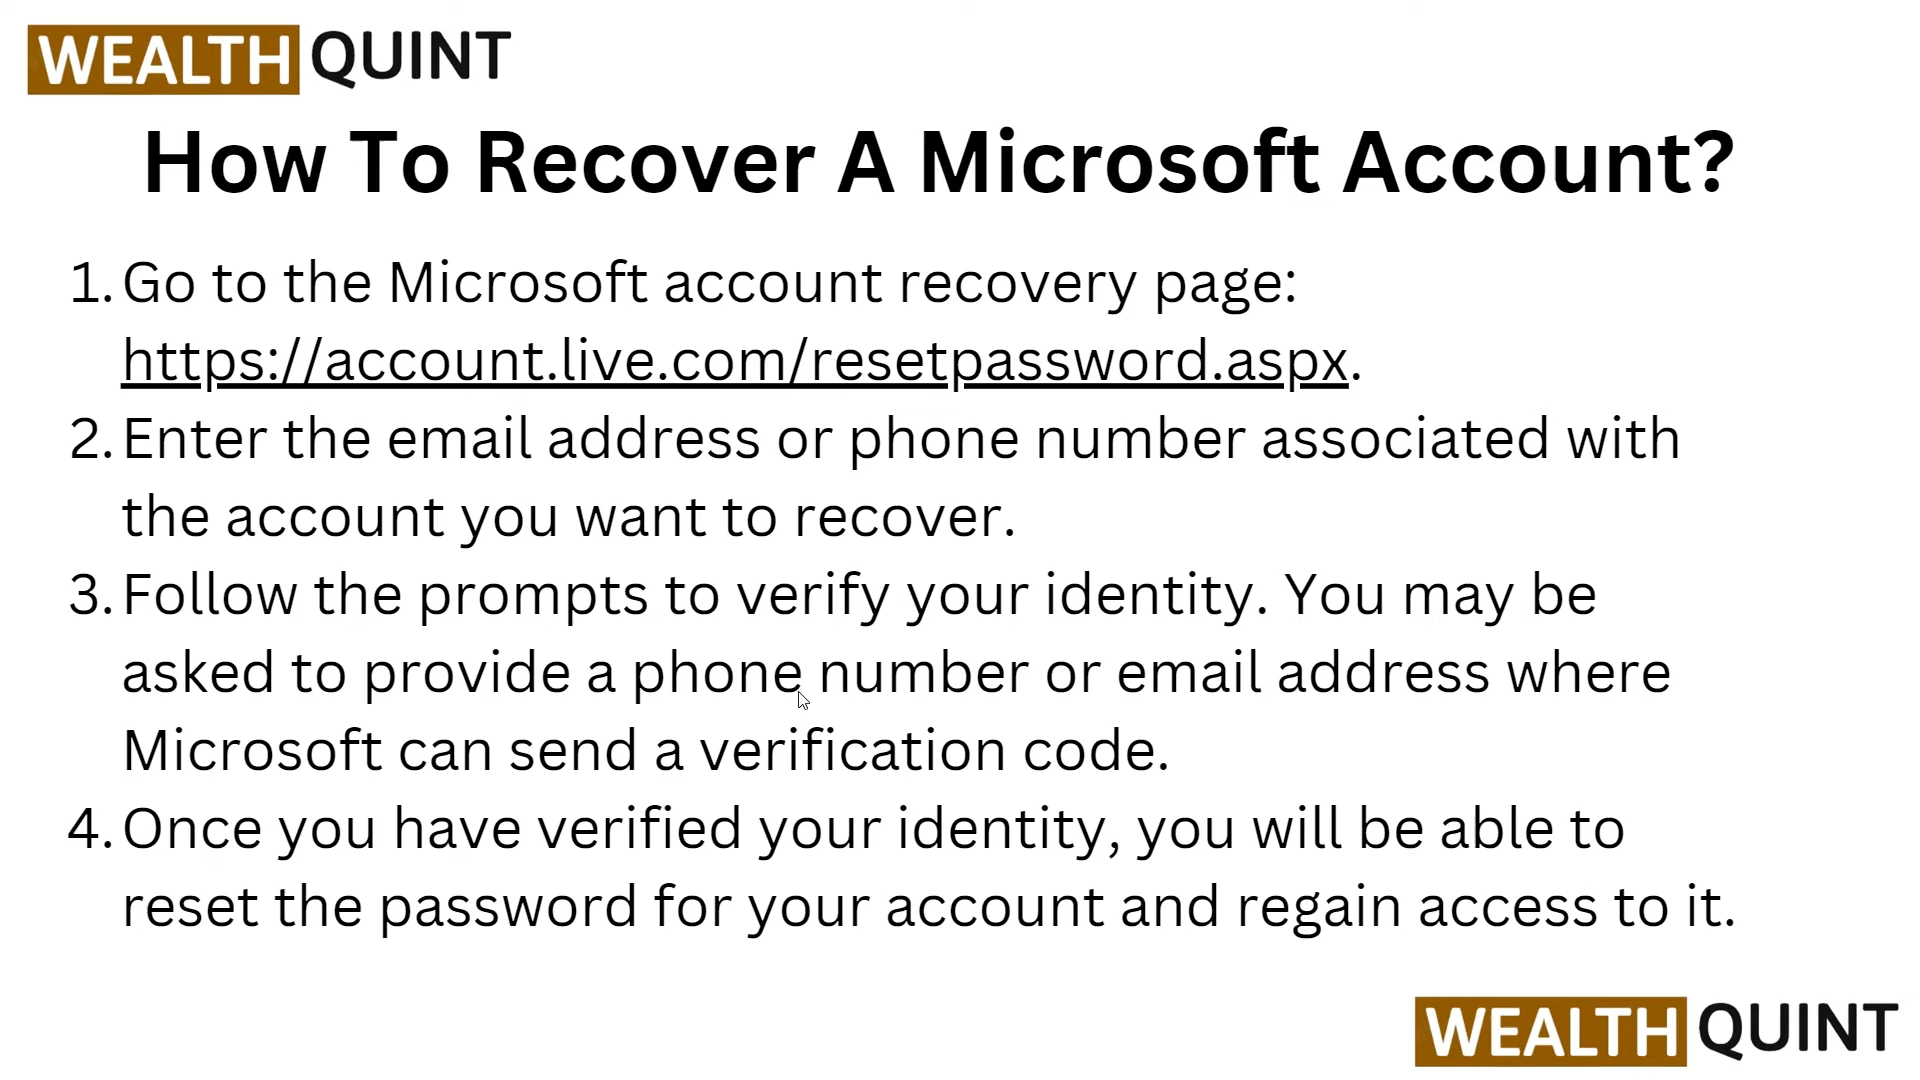 WEALTH QUINT
How To Recover A Microsoft Account?
1. Go to the Microsoft account recovery page:
https://account.live.com/resetpassword.aspx.
2. Enter the email address or phone number associated with
the account you want to recover.
3. Follow the prompts to verify your identity. You may be
asked to provide a phone number or email address where
Microsoft can send a verification code.
4. Once you have verified your identity, you will be able to
reset the password for your account and regain access to it.
WEALTH QUINT